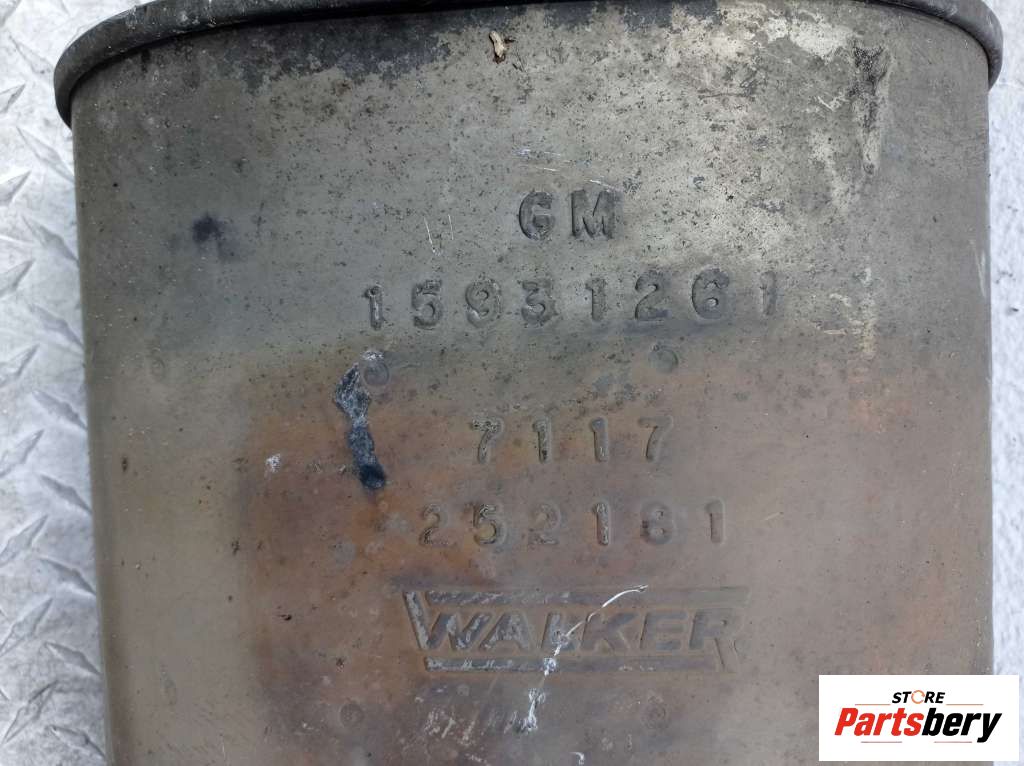 GM
15931261
7117
252181
WALKER
STORE
Partsbery